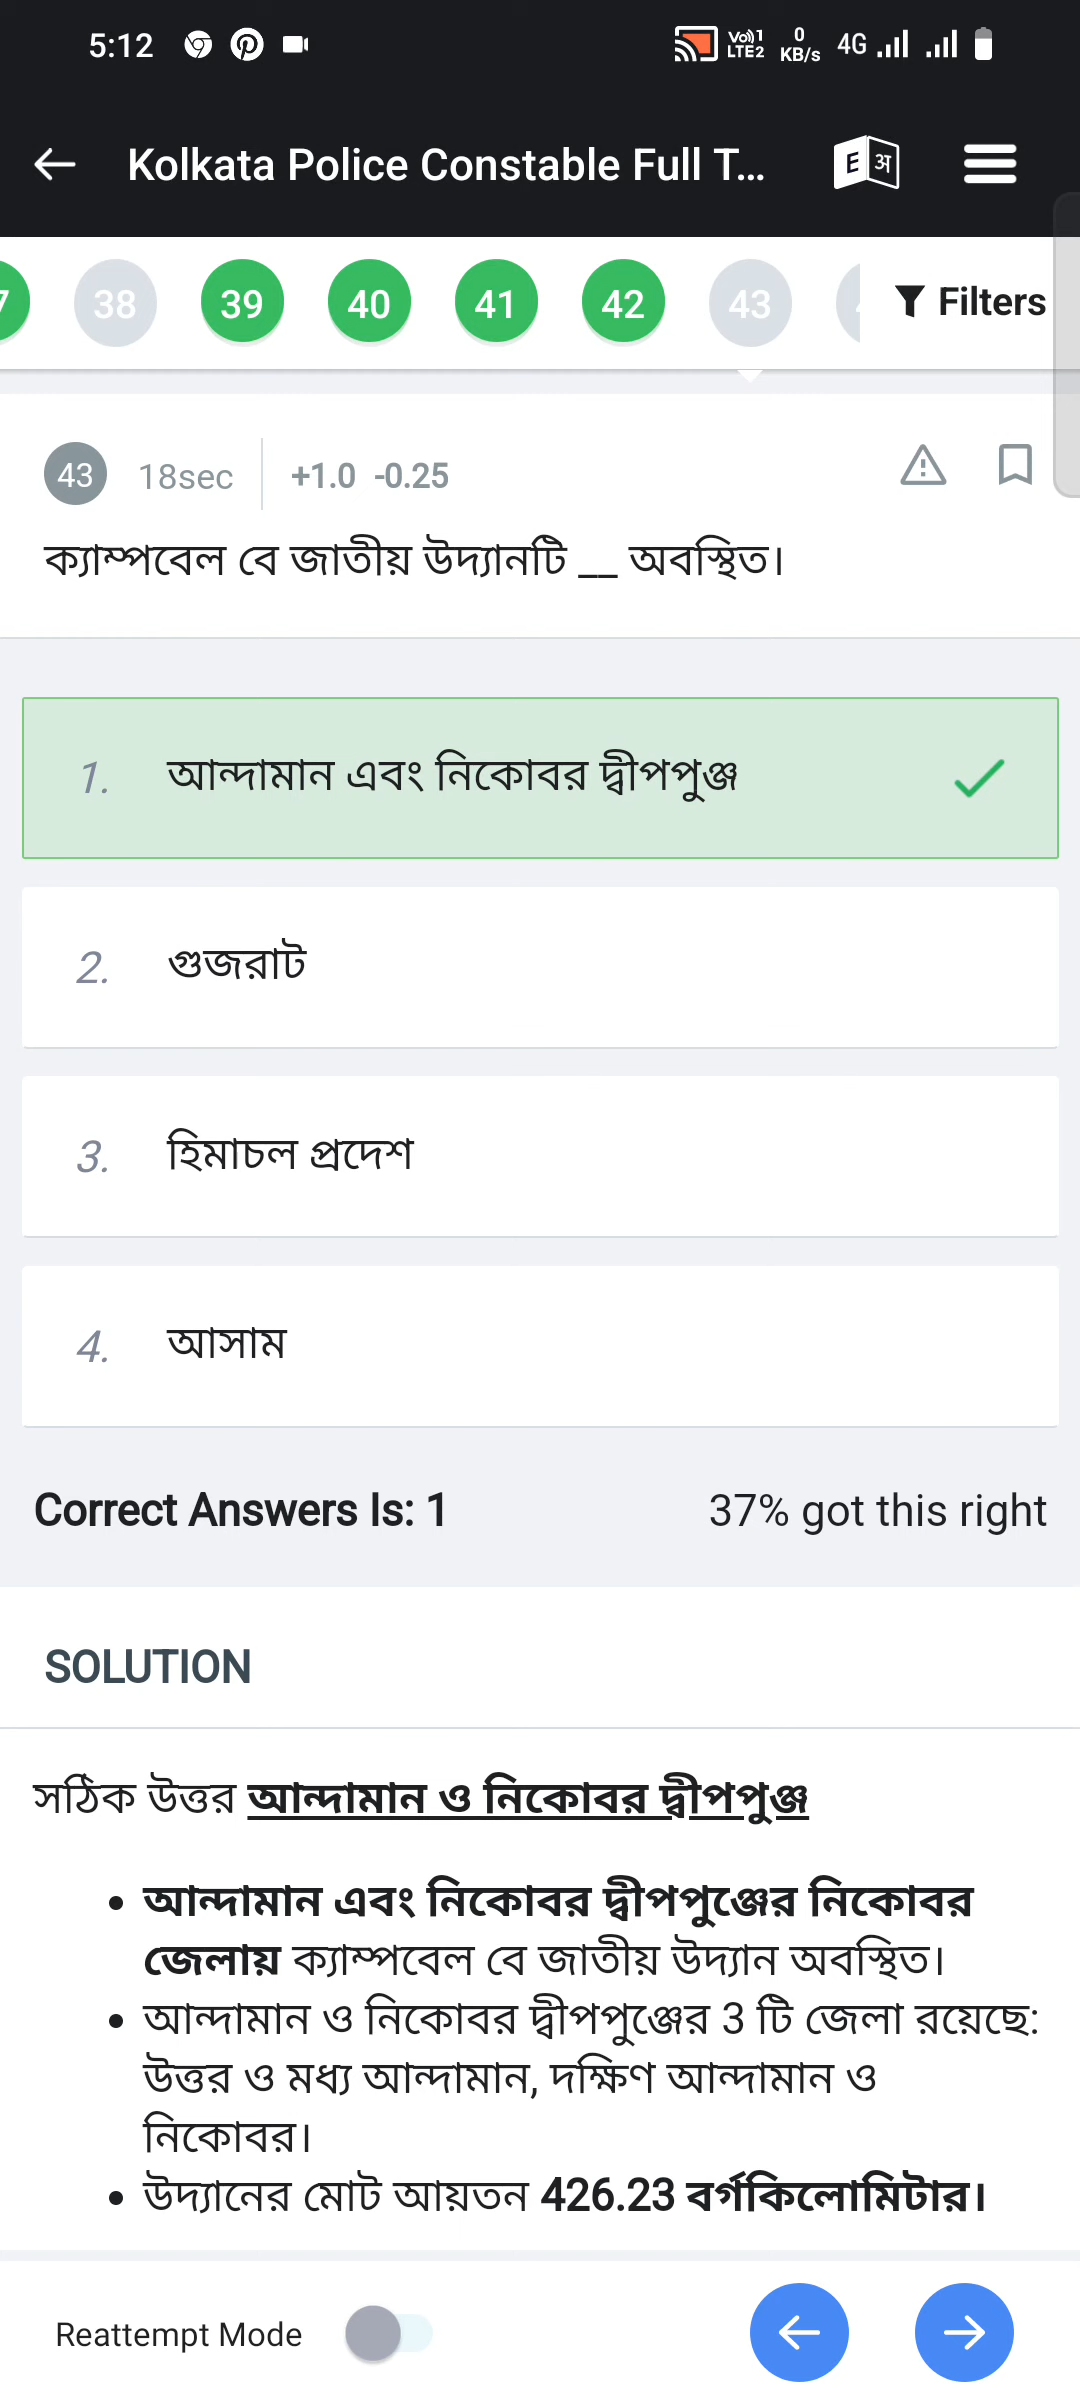 5:12 Vo)) 1 LTE2 0 KB/s 4G
Kolkata Police Constable Full T... E अ
7 38 39 40 41 42 43 Filters
43 18sec +1.0 -0.25
ক্যাম্পবেল বে জাতীয় উদ্যানটি __ অবস্থিত।
1. আন্দামান এবং নিকোবর দ্বীপপুঞ্জ
2. গুজরাট
3. হিমাচল প্রদেশ
4. আসাম
Correct Answers Is: 1 37% got this right
SOLUTION
সঠিক উত্তর আন্দামান ও নিকোবর দ্বীপপুঞ্জ
• আন্দামান এবং নিকোবর দ্বীপপুঞ্জের নিকোবর
জেলায় ক্যাম্পবেল বে জাতীয় উদ্যান অবস্থিত।
• আন্দামান ও নিকোবর দ্বীপপুঞ্জের 3 টি জেলা রয়েছে:
উত্তর ও মধ্য আন্দামান, দক্ষিণ আন্দামান ও
নিকোবর।
• উদ্যানের মোট আয়তন 426.23 বর্গকিলোমিটার।
Reattempt Mode